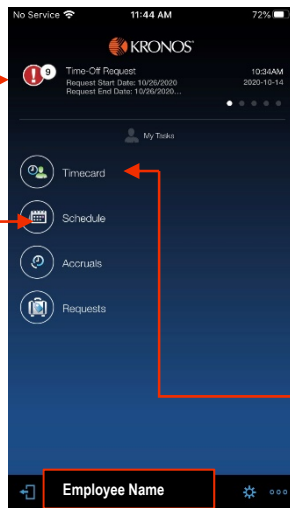 No Service 11:44 AM 72%
KRONOS
9
Time-Off Request 10:34AM
Request Start Date: 10/26/2020 2020-10-14
Request End Date: 10/26/2020...
My Tasks
Timecard
Schedule
Accruals
Requests
Employee Name